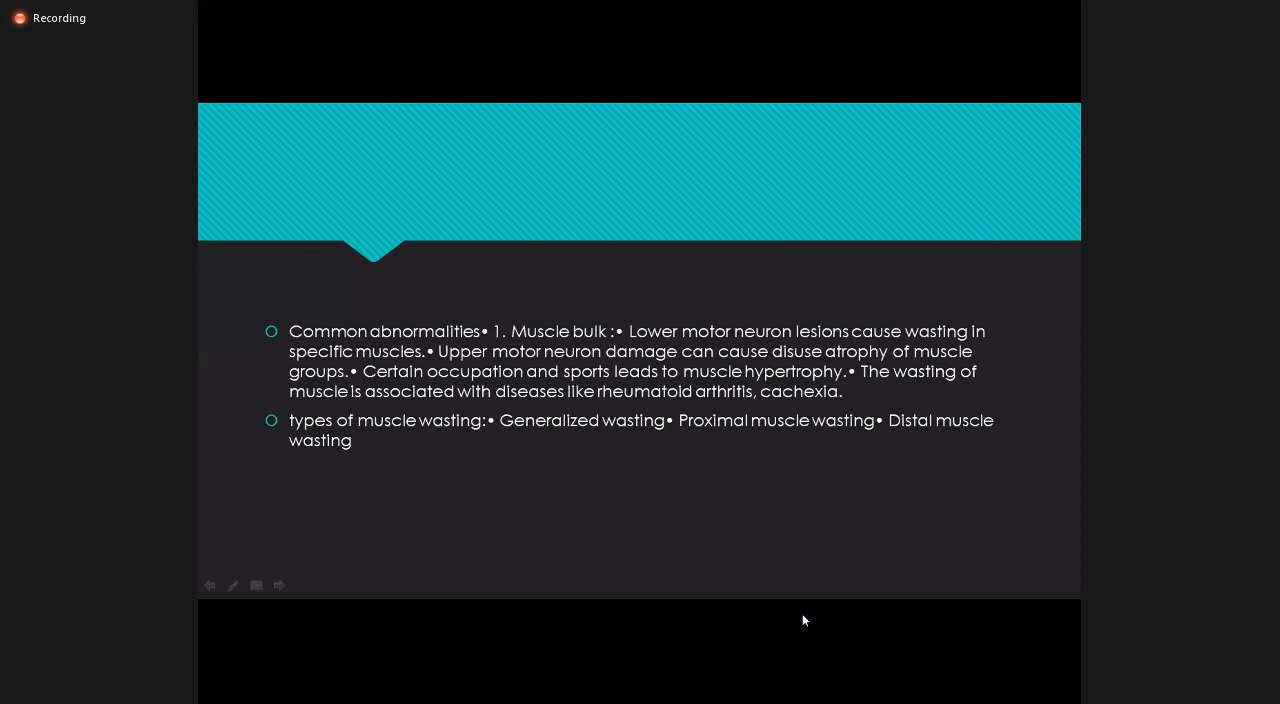 Recording
Common abnormalities• 1. Muscle bulk :• Lower motor neuron lesions cause wasting in
specific muscles.• Upper motor neuron damage can cause disuse atrophy of muscle
groups.• Certain occupation and sports leads to muscle hypertrophy.• The wasting of
muscle is associated with diseases like rheumatoid arthritis, cachexia.
types of muscle wasting:• Generalized wasting• Proximal muscle wasting• Distal muscle
wasting